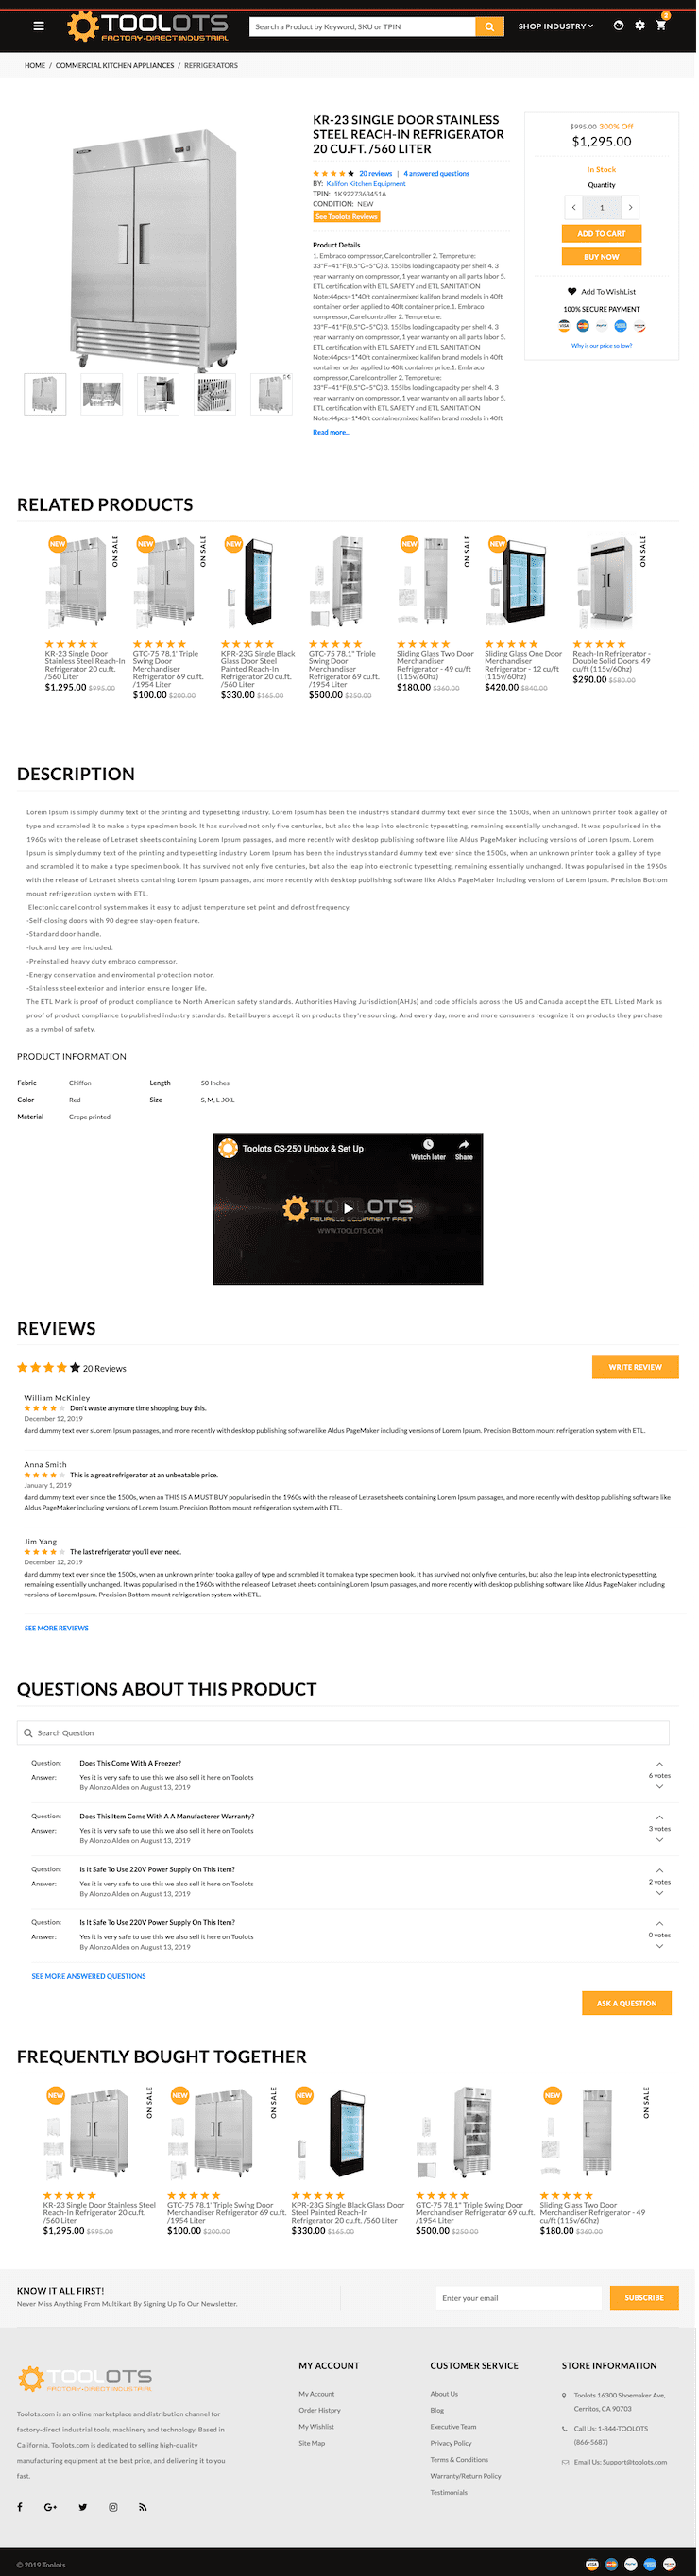 TOOLOTS
FACTORY-DIRECT INDUSTRIAL
Search a Product by Keyword, SKU or TPIN
SHOP INDUSTRY
2
HOME / COMMERCIAL KITCHEN APPLIANCES / REFRIGERATORS
KR-23 SINGLE DOOR STAINLESS
STEEL REACH-IN REFRIGERATOR
20 CU.FT. /560 LITER
20 reviews | 4 answered questions
BY: Kalifon Kitchen Equipment
TPIN: 1K9227363451A
CONDITION: NEW
See Toolots Reviews
Product Details
1. Embraco compressor, Carel controller 2. Tempreture:
33°F~41°F(0.5°C~5°C) 3. 155lbs loading capacity per shelf 4. 3
year warranty on compressor, 1 year warranty on all parts labor 5.
ETL certification with ETL SAFETY and ETL SANITATION
Note:44pcs=1*40ft container,mixed kalifon brand models in 40ft
container order applied to 40ft container price.1. Embraco
compressor, Carel controller 2. Tempreture:
33°F~41°F(0.5°C~5°C) 3. 155lbs loading capacity per shelf 4. 3
year warranty on compressor, 1 year warranty on all parts labor 5.
ETL certification with ETL SAFETY and ETL SANITATION
Note:44pcs=1*40ft container,mixed kalifon brand models in 40ft
container order applied to 40ft container price.1. Embraco
compressor, Carel controller 2. Tempreture:
33°F~41°F(0.5°C~5°C) 3. 155lbs loading capacity per shelf 4. 3
year warranty on compressor, 1 year warranty on all parts labor 5.
ETL certification with ETL SAFETY and ETL SANITATION
Note:44pcs=1*40ft container,mixed kalifon brand models in 40ft
Read more...
$995.00 300% Off
$1,295.00
In Stock
Quantity
< 1 >
ADD TO CART
BUY NOW
Add To WishList
100% SECURE PAYMENT
Why is our price so low?
RELATED PRODUCTS
NEW
ON SALE
KR-23 Single Door
Stainless Steel Reach-In
Refrigerator 20 cu.ft.
/560 Liter
$1,295.00 $995.00
NEW
ON SALE
GTC-75 78.1' Triple
Swing Door
Merchandiser
Refrigerator 69 cu.ft.
/1954 Liter
$100.00 $200.00
NEW
KPR-23G Single Black
Glass Door Steel
Painted Reach-In
Refrigerator 20 cu.ft.
/560 Liter
$330.00 $165.00
GTC-75 78.1" Triple
Swing Door
Merchandiser
Refrigerator 69 cu.ft.
/1954 Liter
$500.00 $250.00
NEW
ON SALE
Sliding Glass Two Door
Merchandiser
Refrigerator - 49 cu/ft
(115v/60hz)
$180.00 $360.00
NEW
Sliding Glass One Door
Merchandiser
Refrigerator - 12 cu/ft
(115v/60hz)
$420.00 $840.00
ON SALE
Reach-In Refrigerator -
Double Solid Doors, 49
cu/ft (115v/60hz)
$290.00 $580.00
DESCRIPTION
Lorem Ipsum is simply dummy text of the printing and typesetting industry. Lorem Ipsum has been the industrys standard dummy text ever since the 1500s, when an unknown printer took a galley of
type and scrambled it to make a type specimen book. It has survived not only five centuries, but also the leap into electronic typesetting, remaining essentially unchanged. It was popularised in the
1960s with the release of Letraset sheets containing Lorem Ipsum passages, and more recently with desktop publishing software like Aldus PageMaker including versions of Lorem Ipsum. Lorem
Ipsum is simply dummy text of the printing and typesetting industry. Lorem Ipsum has been the industrys standard dummy text ever since the 1500s, when an unknown printer took a galley of type
and scrambled it to make a type specimen book. It has survived not only five centuries, but also the leap into electronic typesetting, remaining essentially unchanged. It was popularised in the 1960s
with the release of Letraset sheets containing Lorem Ipsum passages, and more recently with desktop publishing software like Aldus PageMaker including versions of Lorem Ipsum. Precision Bottom
mount refrigeration system with ETL.
Electonic carel control system makes it easy to adjust temperature set point and defrost frequency.
-Self-closing doors with 90 degree stay-open feature.
-Standard door handle.
-lock and key are included.
-Preinstalled heavy duty embraco compressor.
-Energy conservation and enviromental protection motor.
-Stainless steel exterior and interior, ensure longer life.
The ETL Mark is proof of product compliance to North American safety standards. Authorities Having Jurisdiction(AHJs) and code officials across the US and Canada accept the ETL Listed Mark as
proof of product compliance to published industry standards. Retail buyers accept it on products they're sourcing. And every day, more and more consumers recognize it on products they purchase
as a symbol of safety.
PRODUCT INFORMATION
Febric Chiffon Length 50 Inches
Color Red Size S, M, L .XXL
Material Crepe printed
Toolots CS-250 Unbox & Set Up
Watch later Share
TOOLOTS
RELIABLE EQUIPMENT FAST
WWW.TOOLOTS.COM
REVIEWS
20 Reviews
WRITE REVIEW
William McKinley
Don't waste anymore time shopping, buy this.
December 12, 2019
dard dummy text ever sLorem Ipsum passages, and more recently with desktop publishing software like Aldus PageMaker including versions of Lorem Ipsum. Precision Bottom mount refrigeration system with ETL.
Anna Smith
This is a great refrigerator at an unbeatable price.
January 1, 2019
dard dummy text ever since the 1500s, when an THIS IS A MUST BUY popularised in the 1960s with the release of Letraset sheets containing Lorem Ipsum passages, and more recently with desktop publishing software like
Aldus PageMaker including versions of Lorem Ipsum. Precision Bottom mount refrigeration system with ETL.
Jim Yang
The last refrigerator you'll ever need.
December 12, 2019
dard dummy text ever since the 1500s, when an unknown printer took a galley of type and scrambled it to make a type specimen book. It has survived not only five centuries, but also the leap into electronic typesetting,
remaining essentially unchanged. It was popularised in the 1960s with the release of Letraset sheets containing Lorem Ipsum passages, and more recently with desktop publishing software like Aldus PageMaker including
versions of Lorem Ipsum. Precision Bottom mount refrigeration system with ETL.
SEE MORE REVIEWS
QUESTIONS ABOUT THIS PRODUCT
Search Question
Question: Does This Come With A Freezer?
Answer: Yes it is very safe to use this we also sell it here on Toolots
By Alonzo Alden on August 13, 2019
6 votes
Question: Does This Item Come With A A Manufacterer Warranty?
Answer: Yes it is very safe to use this we also sell it here on Toolots
By Alonzo Alden on August 13, 2019
3 votes
Question: Is It Safe To Use 220V Power Supply On This Item?
Answer: Yes it is very safe to use this we also sell it here on Toolots
By Alonzo Alden on August 13, 2019
2 votes
Question: Is It Safe To Use 220V Power Supply On This Item?
Answer: Yes it is very safe to use this we also sell it here on Toolots
By Alonzo Alden on August 13, 2019
0 votes
SEE MORE ANSWERED QUESTIONS
ASK A QUESTION
FREQUENTLY BOUGHT TOGETHER
NEW
ON SALE
KR-23 Single Door Stainless Steel
Reach-In Refrigerator 20 cu.ft.
/560 Liter
$1,295.00 $995.00
NEW
ON SALE
GTC-75 78.1' Triple Swing Door
Merchandiser Refrigerator 69 cu.ft.
/1954 Liter
$100.00 $200.00
NEW
KPR-23G Single Black Glass Door
Steel Painted Reach-In
Refrigerator 20 cu.ft. /560 Liter
$330.00 $165.00
GTC-75 78.1" Triple Swing Door
Merchandiser Refrigerator 69 cu.ft.
/1954 Liter
$500.00 $250.00
NEW
ON SALE
Sliding Glass Two Door
Merchandiser Refrigerator - 49
cu/ft (115v/60hz)
$180.00 $360.00
KNOW IT ALL FIRST!
Never Miss Anything From Multikart By Signing Up To Our Newsletter.
Enter your email
SUBSCRIBE
TOOLOTS
FACTORY-DIRECT INDUSTRIAL
Toolots.com is an online marketplace and distribution channel for
factory-direct industrial tools, machinery and technology. Based in
California, Toolots.com is dedicated to selling high-quality
manufacturing equipment at the best price, and delivering it to you
fast.
MY ACCOUNT
My Account
Order Histpry
My Wishlist
Site Map
CUSTOMER SERVICE
About Us
Blog
Executive Team
Privacy Policy
Terms & Conditions
Warranty/Return Policy
Testimonials
STORE INFORMATION
Toolots 16300 Shoemaker Ave,
Cerritos, CA 90703
Call Us: 1-844-TOOLOTS
(866-5687)
Email Us: Support@toolots.com
© 2019 Toolots